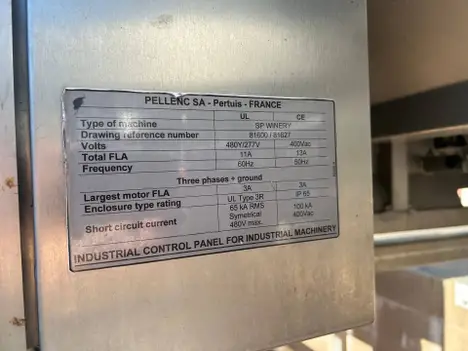 PELLENC SA - Pertuis - FRANCE
UL CE
Type of machine SP WINERY
Drawing reference number 81600 / 81627
Volts 480Y/277V 400Vac
Total FLA 11A 13A
Frequency 60Hz 50Hz
Three phases + ground
Largest motor FLA 3A 3A
Enclosure type rating UL Type 3R IP 65
Short circuit current 65 kA RMS 100 kA
Symetrical 400Vac
480V max.
INDUSTRIAL CONTROL PANEL FOR INDUSTRIAL MACHINERY